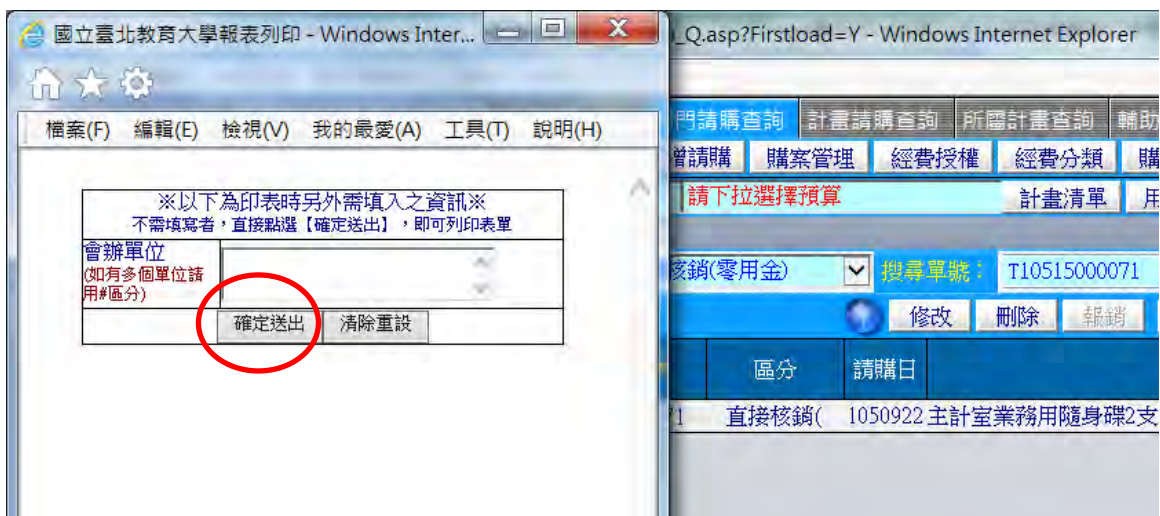 國立臺北教育大學報表列印 - Windows Inter...
檔案(F) 編輯(E) 檢視(V) 我的最愛(A) 工具(T) 說明(H)
※以下為印表時另外需填入之資訊※
不需填寫者，直接點選【確定送出】，即可列印表單
會辦單位
(如有多個單位請
用#區分)
確定送出 清除重設
_Q.asp?Firstload=Y - Windows Internet Explorer
門請購查詢 計畫請購查詢 所屬計畫查詢 輔助
請購 購案管理 經費授權 經費分類 購
請下拉選擇預算 計畫清單 用
核銷(零用金) 搜尋單號： T10515000071
修改 刪除 報銷
區分 請購日
1 直接核銷( 1050922 主計室業務用隨身碟2支